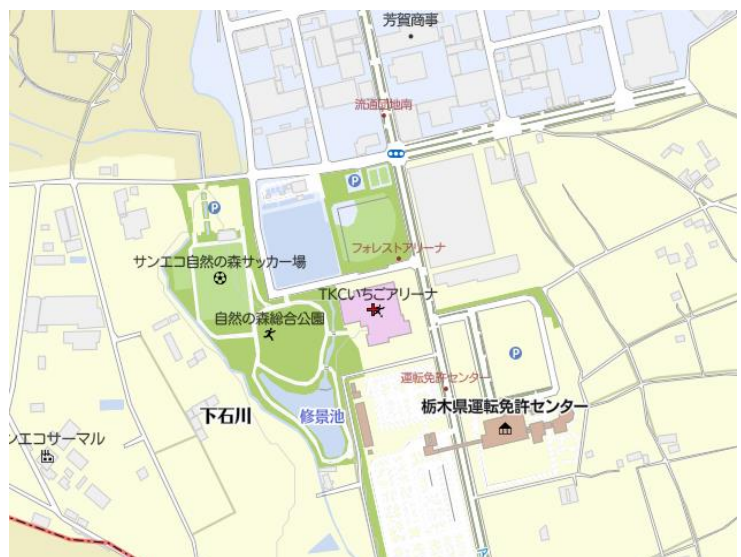 芳賀商事
流通団地南
P
P
フォレストアリーナ
サンエコ自然の森サッカー場
TKCいちごアリーナ
自然の森総合公園
P
運転免許センター
栃木県運転免許センター
下石川
修景池
ンエコサーマル